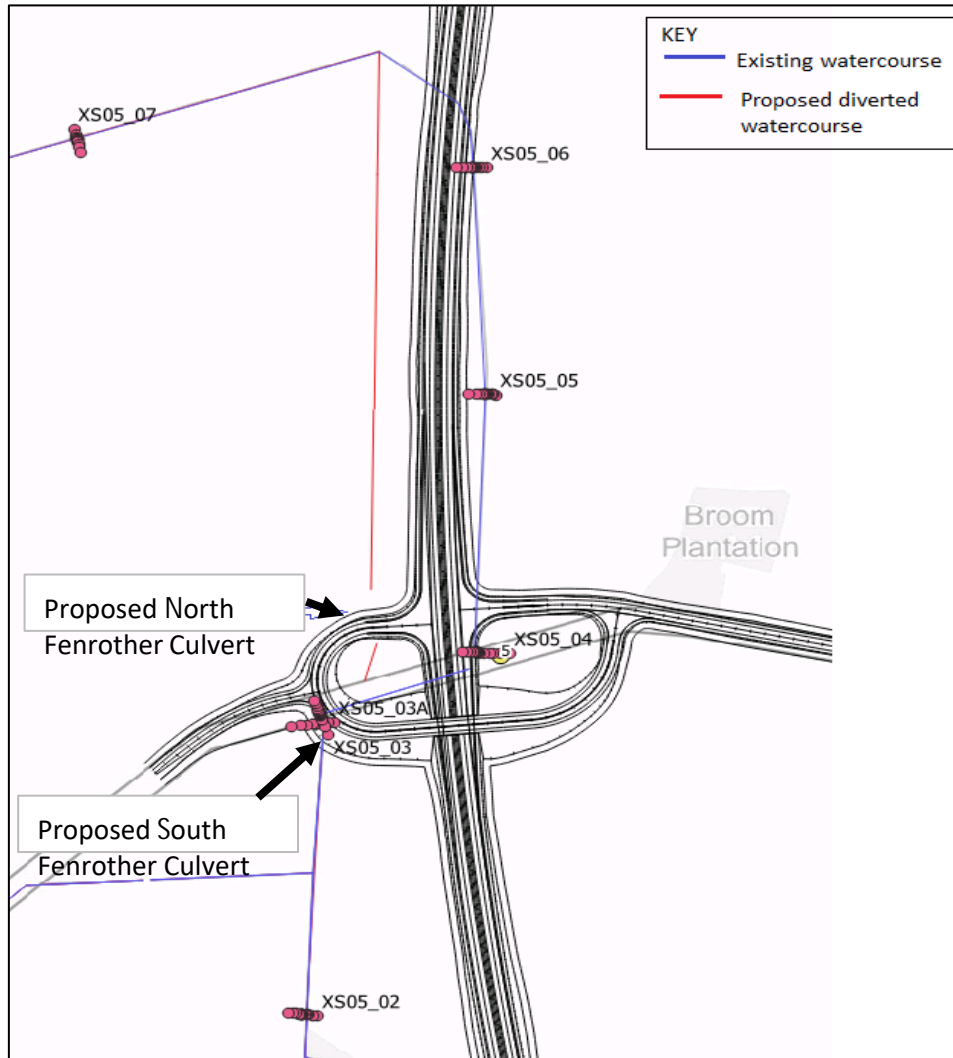 KEY
Existing watercourse
Proposed diverted
watercourse
XS05_07
XS05_06
XS05_05
Broom
Plantation
Proposed North
Fenrother Culvert
XS05_04
5
XS05_03A
XS05_03
Proposed South
Fenrother Culvert
XS05_02